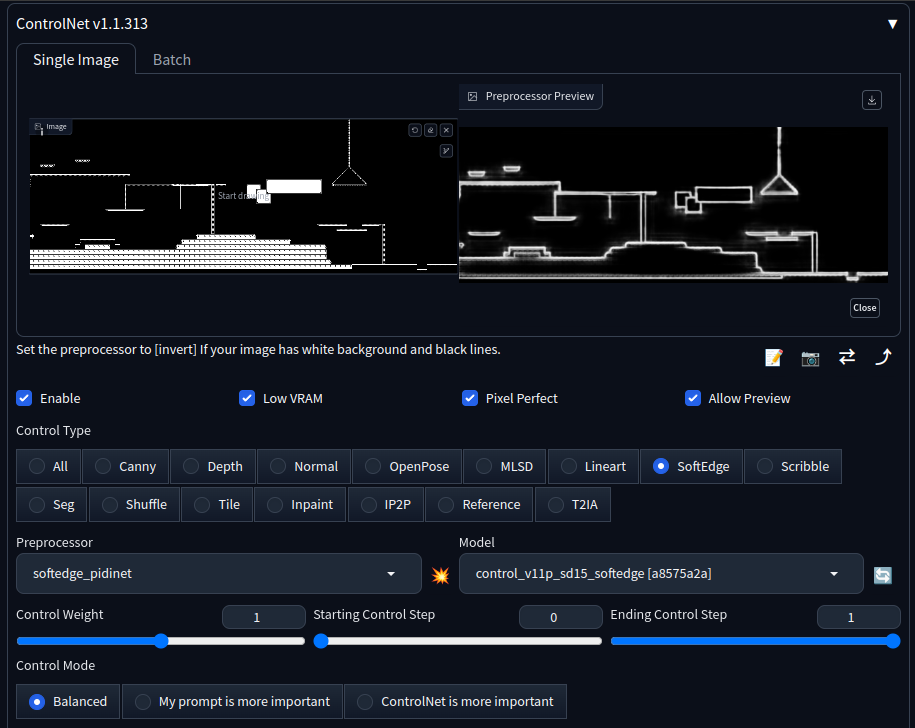 ControlNet v1.1.313
Single Image
Batch
Image
Preprocessor Preview
Start drawing
Close
Set the preprocessor to [invert] If your image has white background and black lines.
Enable
Low VRAM
Pixel Perfect
Allow Preview
Control Type
All
Canny
Depth
Normal
OpenPose
MLSD
Lineart
SoftEdge
Scribble
Seg
Shuffle
Tile
Inpaint
IP2P
Reference
T2IA
Preprocessor
Model
softedge_pidinet
control_v11p_sd15_softedge [a8575a2a]
Control Weight
1
Starting Control Step
0
Ending Control Step
1
Control Mode
Balanced
My prompt is more important
ControlNet is more important